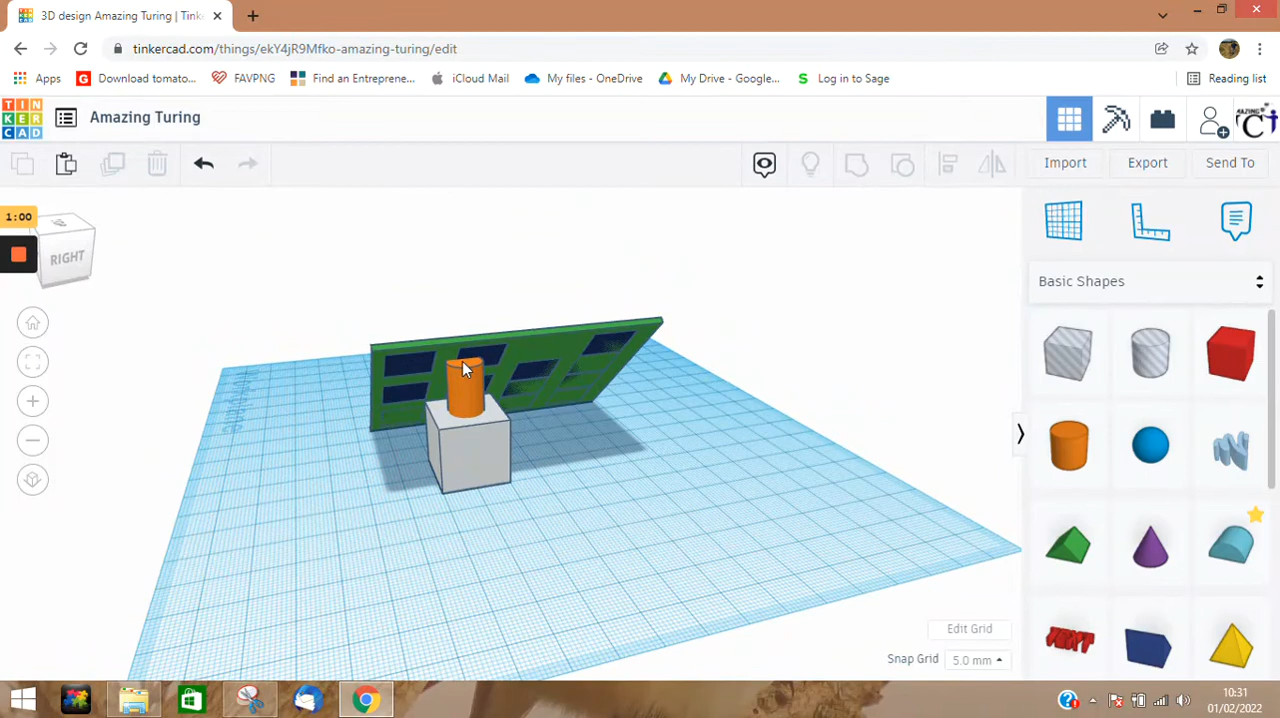 3D design Amazing Turing | Tink
tinkercad.com/things/ekY4jR9Mfko-amazing-turing/edit
Apps
Download tomato...
FAVPNG
Find an Entreprene...
iCloud Mail
My files - OneDrive
My Drive - Google...
Log in to Sage
Reading list
TIN
KER
CAD
Amazing Turing
Import
Export
Send To
1:00
RIGHT
Workplane
Basic Shapes
TEXT
Edit Grid
Snap Grid
5.0 mm
10:31
01/02/2022